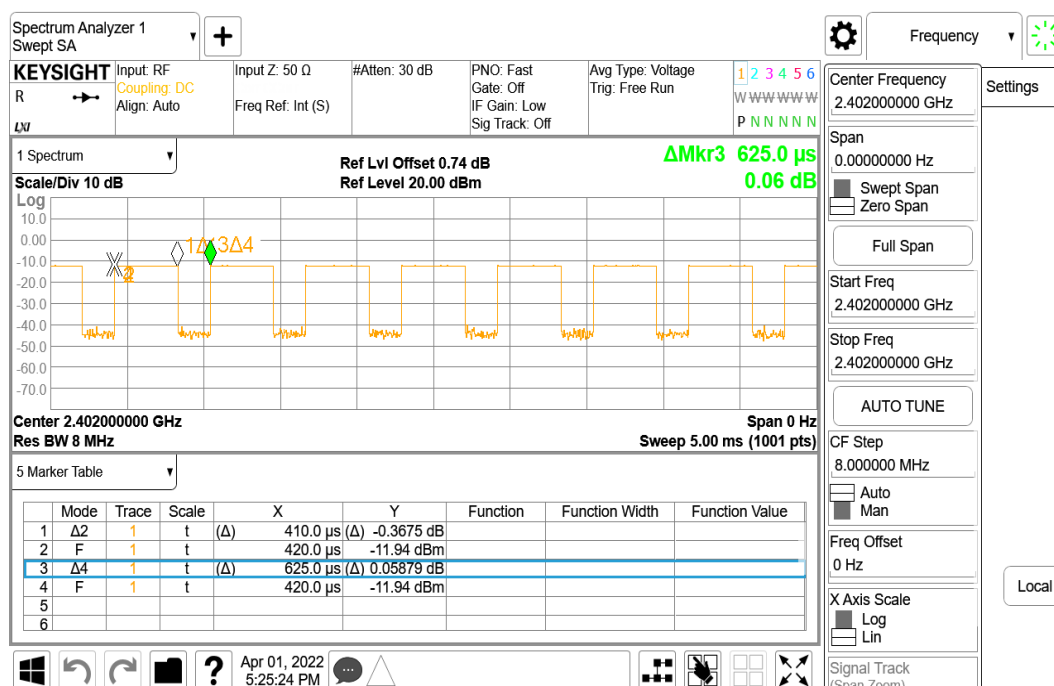 Spectrum Analyzer 1
Swept SA
Frequency
KEYSIGHT
R
LXI
Input: RF
Coupling: DC
Align: Auto
Input Z: 50 Ω
Freq Ref: Int (S)
#Atten: 30 dB
PNO: Fast
Gate: Off
IF Gain: Low
Sig Track: Off
Avg Type: Voltage
Trig: Free Run
1 2 3 4 5 6
W W W W W W
P N N N N N
Center Frequency
2.402000000 GHz
Settings
1 Spectrum
Scale/Div 10 dB
Ref Lvl Offset 0.74 dB
Ref Level 20.00 dBm
ΔMkr3 625.0 µs
0.06 dB
Span
0.00000000 Hz
Swept Span
Zero Span
Full Span
Start Freq
2.402000000 GHz
Stop Freq
2.402000000 GHz
AUTO TUNE
CF Step
8.000000 MHz
Auto
Man
Freq Offset
0 Hz
X Axis Scale
Log
Lin
Signal Track
(Span Zoom)
Local
Log
10.0
0.00
-10.0
-20.0
-30.0
-40.0
-50.0
-60.0
-70.0
3Δ4
Center 2.402000000 GHz
Res BW 8 MHz
Span 0 Hz
Sweep 5.00 ms (1001 pts)
5 Marker Table
Mode Trace Scale X Y Function Function Width Function Value
1 Δ2 1 t (Δ) 410.0 µs (Δ) -0.3675 dB
2 F 1 t 420.0 µs -11.94 dBm
3 Δ4 1 t (Δ) 625.0 µs (Δ) 0.05879 dB
4 F 1 t 420.0 µs -11.94 dBm
5
6
?
Apr 01, 2022
5:25:24 PM